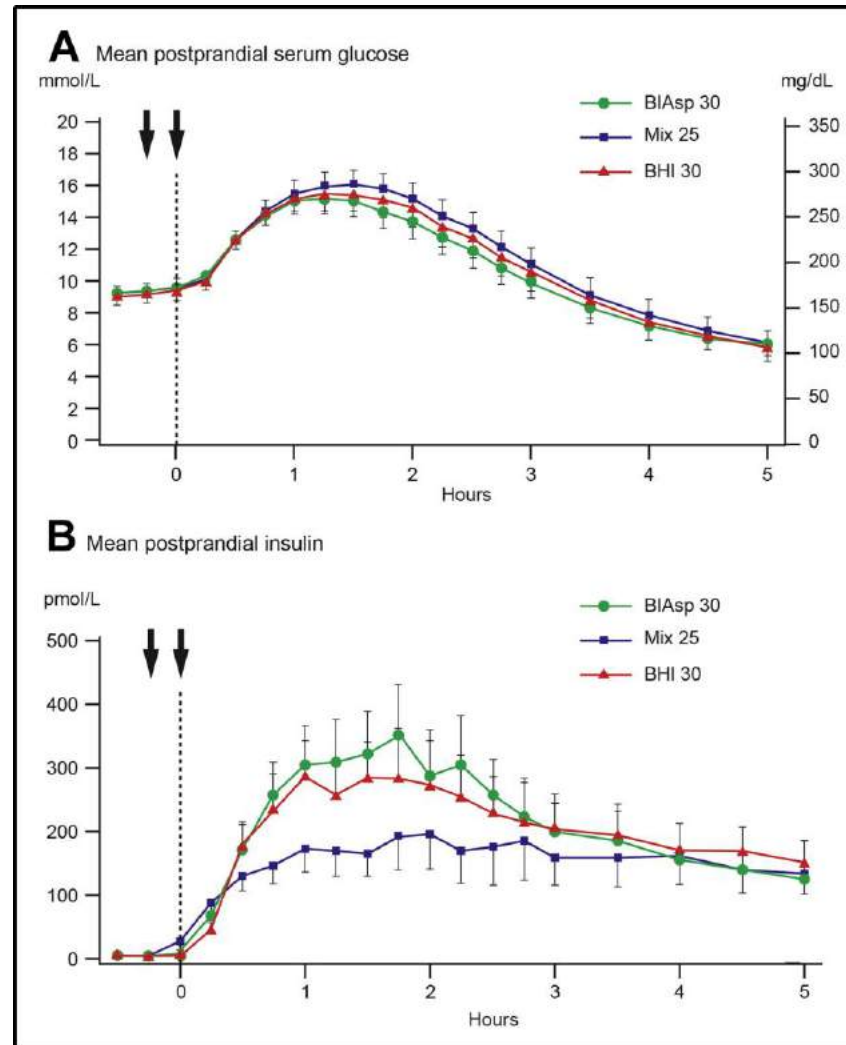 A Mean postprandial serum glucose
mmol/L
mg/dL
BIAsp 30
Mix 25
BHI 30
20
18
16
14
12
10
8
6
4
2
0
350
300
250
200
150
100
50
0
0 1 2 3 4 5
Hours
B Mean postprandial insulin
pmol/L
BIAsp 30
Mix 25
BHI 30
500
400
300
200
100
0
0 1 2 3 4 5
Hours